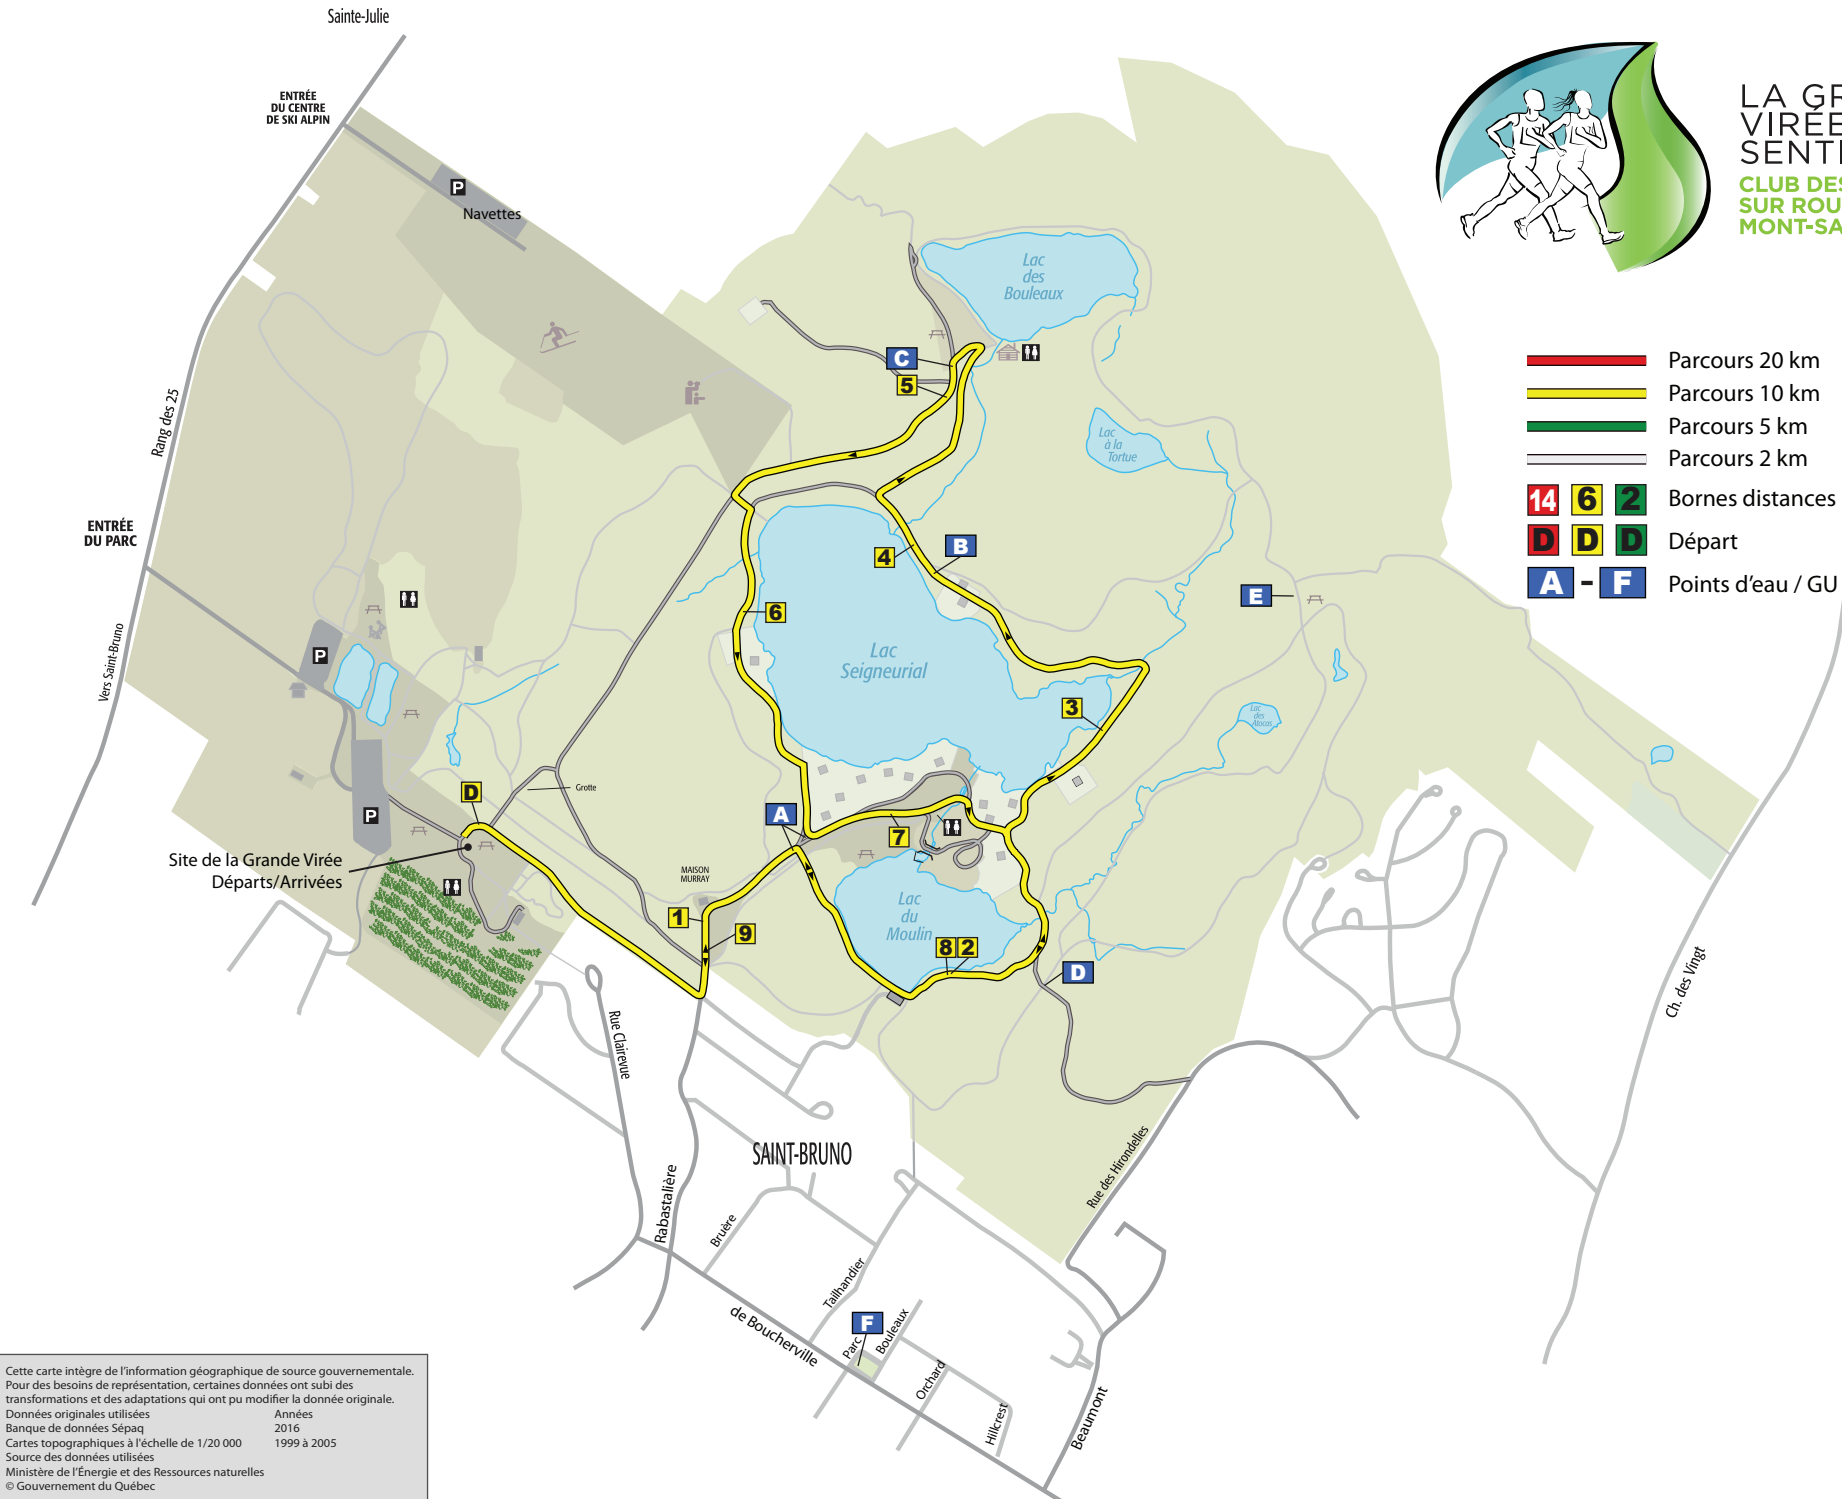 Sainte-Julie
ENTRÉE
DU CENTRE
DE SKI ALPIN
P
Navettes
LA GR
VIRÉE
SENTI
CLUB DES
SUR ROU
MONT-SA
Lac
des
Bouleaux
C
5
Parcours 20 km
Parcours 10 km
Parcours 5 km
Parcours 2 km
14 6 2 Bornes distances
D D D Départ
A - F Points d'eau / GU
Rang des 25
Lac
à la
Tortue
ENTRÉE
DU PARC
4
B
E
6
Vers Saint-Bruno
P
Lac
Seigneurial
3
Lac
des
Atocas
D
Grotte
P
A
7
Site de la Grande Virée
Départs/Arrivées
MAISON
MURRAY
1
9
Lac
du
Moulin
8 2
D
Rue Clairevue
Ch. des Vingt
SAINT-BRUNO
Rue des Hirondelles
Rabastalière
Bruère
Tailhandier
de Boucherville
F
Parc
Bouleaux
Orchard
Hillcrest
Beaumont
Cette carte intègre de l'information géographique de source gouvernementale.
Pour des besoins de représentation, certaines données ont subi des
transformations et des adaptations qui ont pu modifier la donnée originale.
Données originales utilisées Années
Banque de données Sépaq 2016
Cartes topographiques à l'échelle de 1/20 000 1999 à 2005
Source des données utilisées
Ministère de l'Énergie et des Ressources naturelles
© Gouvernement du Québec